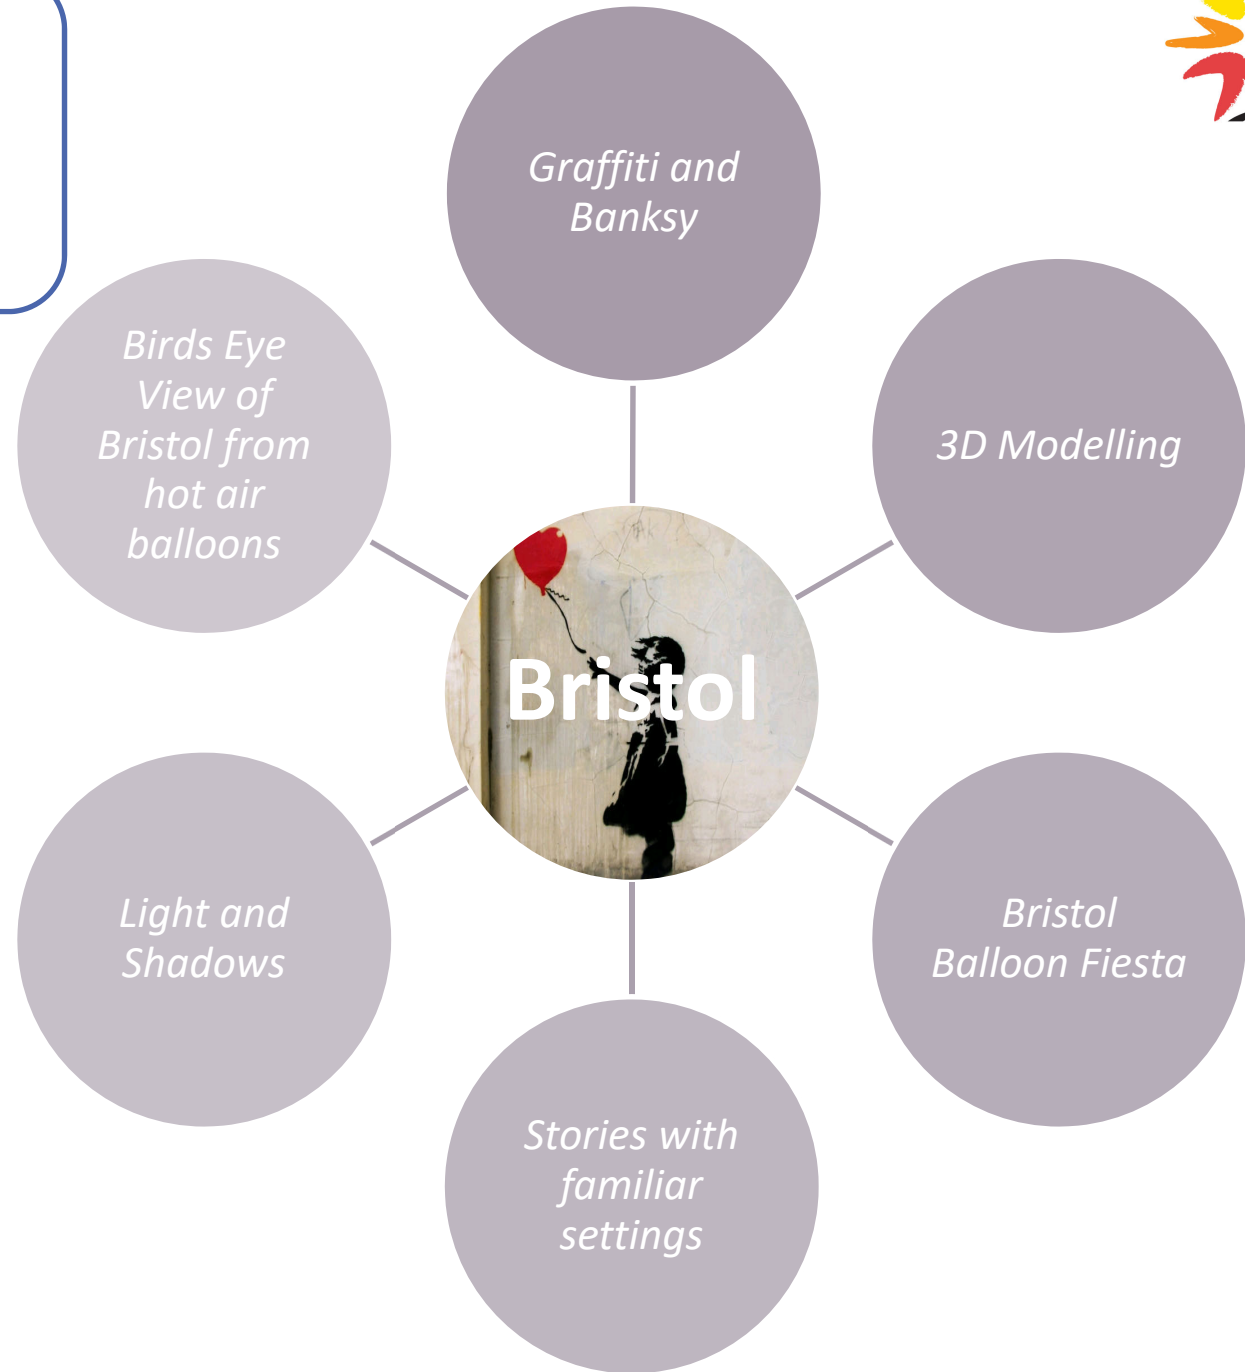 Graffiti and
Banksy
3D Modelling
Bristol
Balloon Fiesta
Stories with
familiar
settings
Light and
Shadows
Birds Eye
View of
Bristol from
hot air
balloons
Bristol